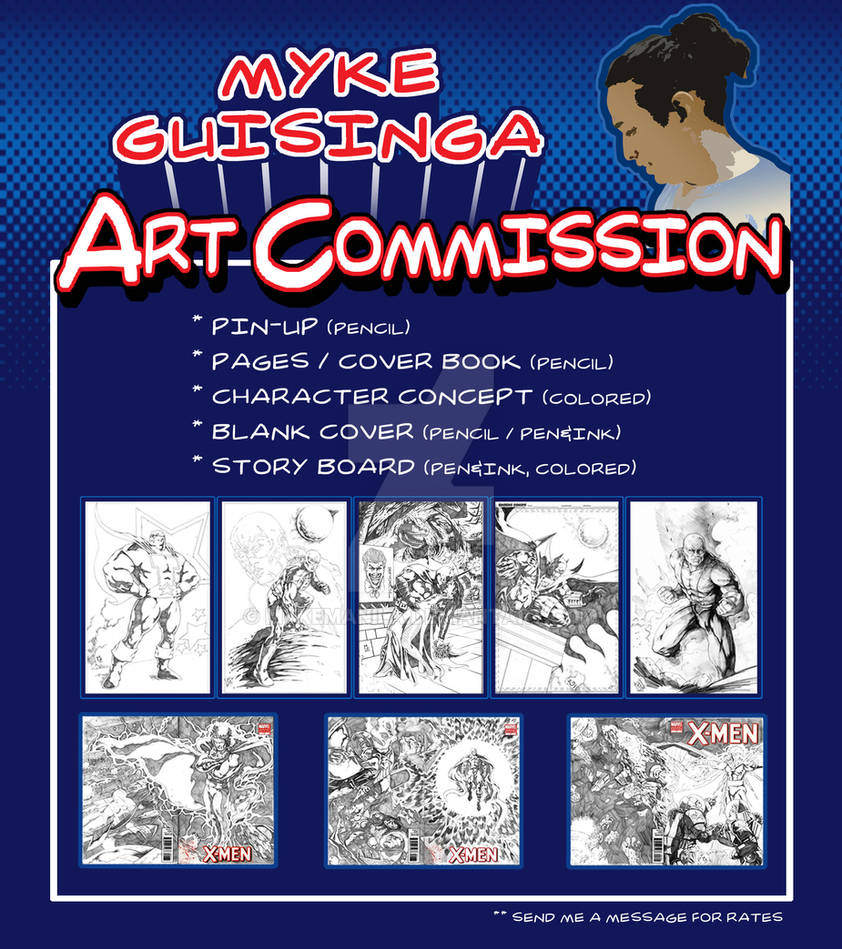 MYKE
GUISINGA
ART COMMISSION
* PIN-UP (PENCIL)
* PAGES / COVER BOOK (PENCIL)
* CHARACTER CONCEPT (COLORED)
* BLANK COVER (PENCIL / PEN&INK)
* STORY BOARD (PEN&INK, COLORED)
X-MEN
X-MEN
X-MEN
** SEND ME A MESSAGE FOR RATES